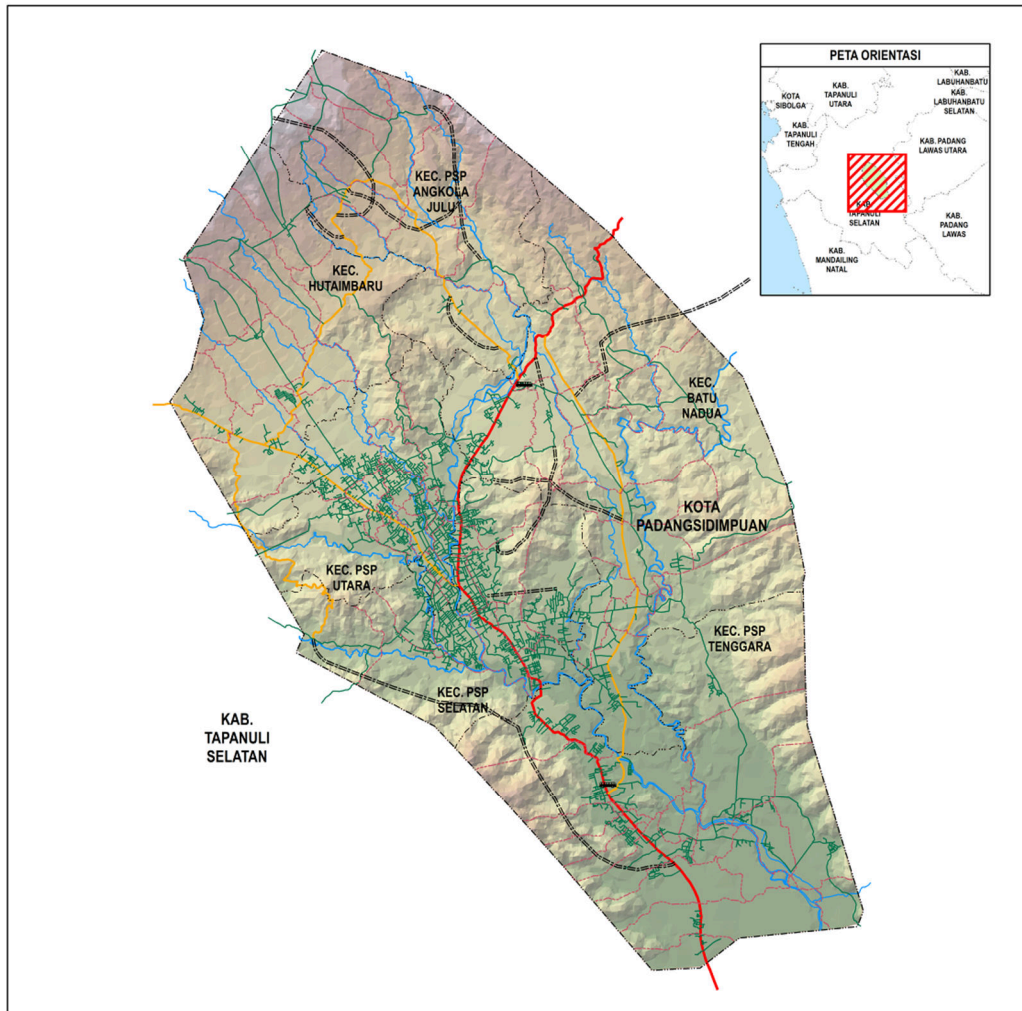 PETA ORIENTASI
KAB.
LABUHANBATU
KAB.
LABUHANBATU
SELATAN
KAB.
TAPANULI
UTARA
KOTA
SIBOLGA
KAB.
TAPANULI
TENGAH
KAB. PADANG
LAWAS UTARA
KAB.
TAPANULI
SELATAN
KAB.
PADANG
LAWAS
KAB.
MANDAILING
NATAL
KEC. PSP
ANGKOLA
JULU
KEC.
HUTAIMBARU
KEC.
BATU
NADUA
KOTA
PADANGSIDIMPUAN
KEC. PSP
UTARA
KEC. PSP
TENGGARA
KEC. PSP
SELATAN
KAB.
TAPANULI
SELATAN